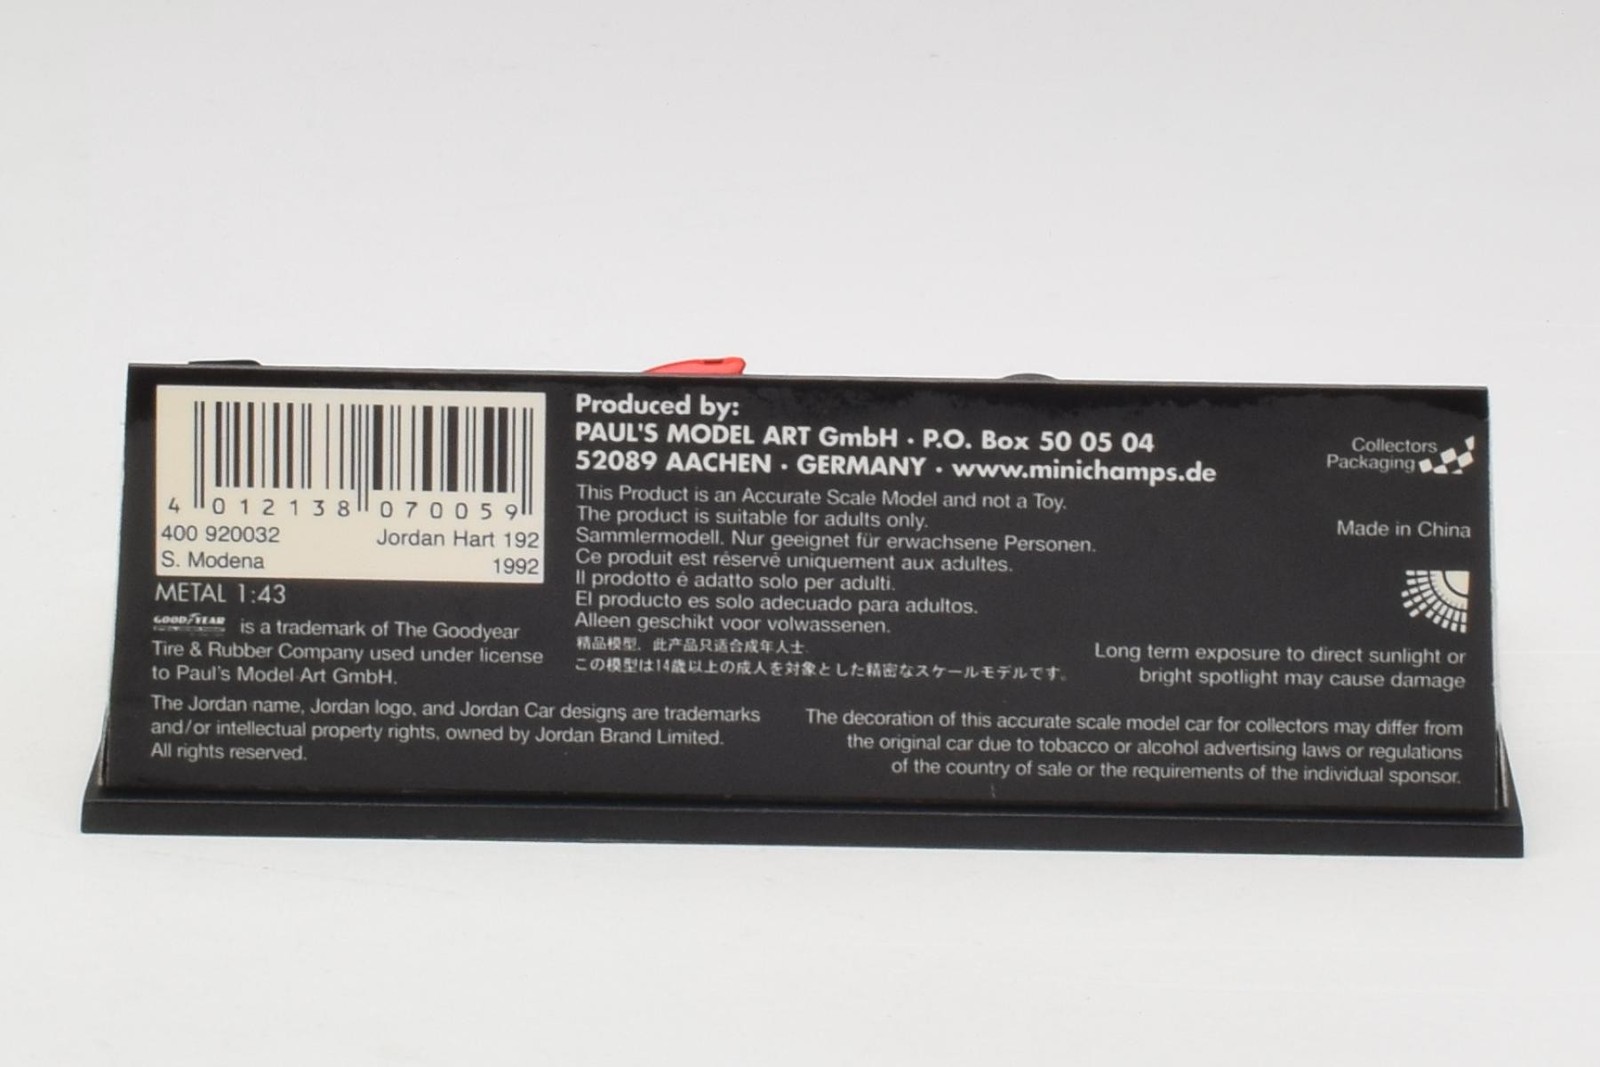 4 012138 070059
400 920032 Jordan Hart 192
S. Modena 1992
METAL 1:43
GOOD YEAR is a trademark of The Goodyear
Tire & Rubber Company used under license
to Paul's Model Art GmbH.
Produced by:
PAUL'S MODEL ART GmbH · P.O. Box 50 05 04
52089 AACHEN · GERMANY · www.minichamps.de
This Product is an Accurate Scale Model and not a Toy.
The product is suitable for adults only.
Sammlermodell. Nur geeignet für erwachsene Personen.
Ce produit est réservé uniquement aux adultes.
Il prodotto é adatto solo per adulti.
El producto es solo adecuado para adultos.
Alleen geschikt voor volwassenen.
精品模型. 此产品只适合成年人士.
この模型は14歳以上の成人を対象とした精密なスケールモデルです。
Collectors
Packaging
Made in China
Long term exposure to direct sunlight or
bright spotlight may cause damage
The Jordan name, Jordan logo, and Jordan Car designs are trademarks
and/or intellectual property rights, owned by Jordan Brand Limited.
All rights reserved.
The decoration of this accurate scale model car for collectors may differ from
the original car due to tobacco or alcohol advertising laws or regulations
of the country of sale or the requirements of the individual sponsor.